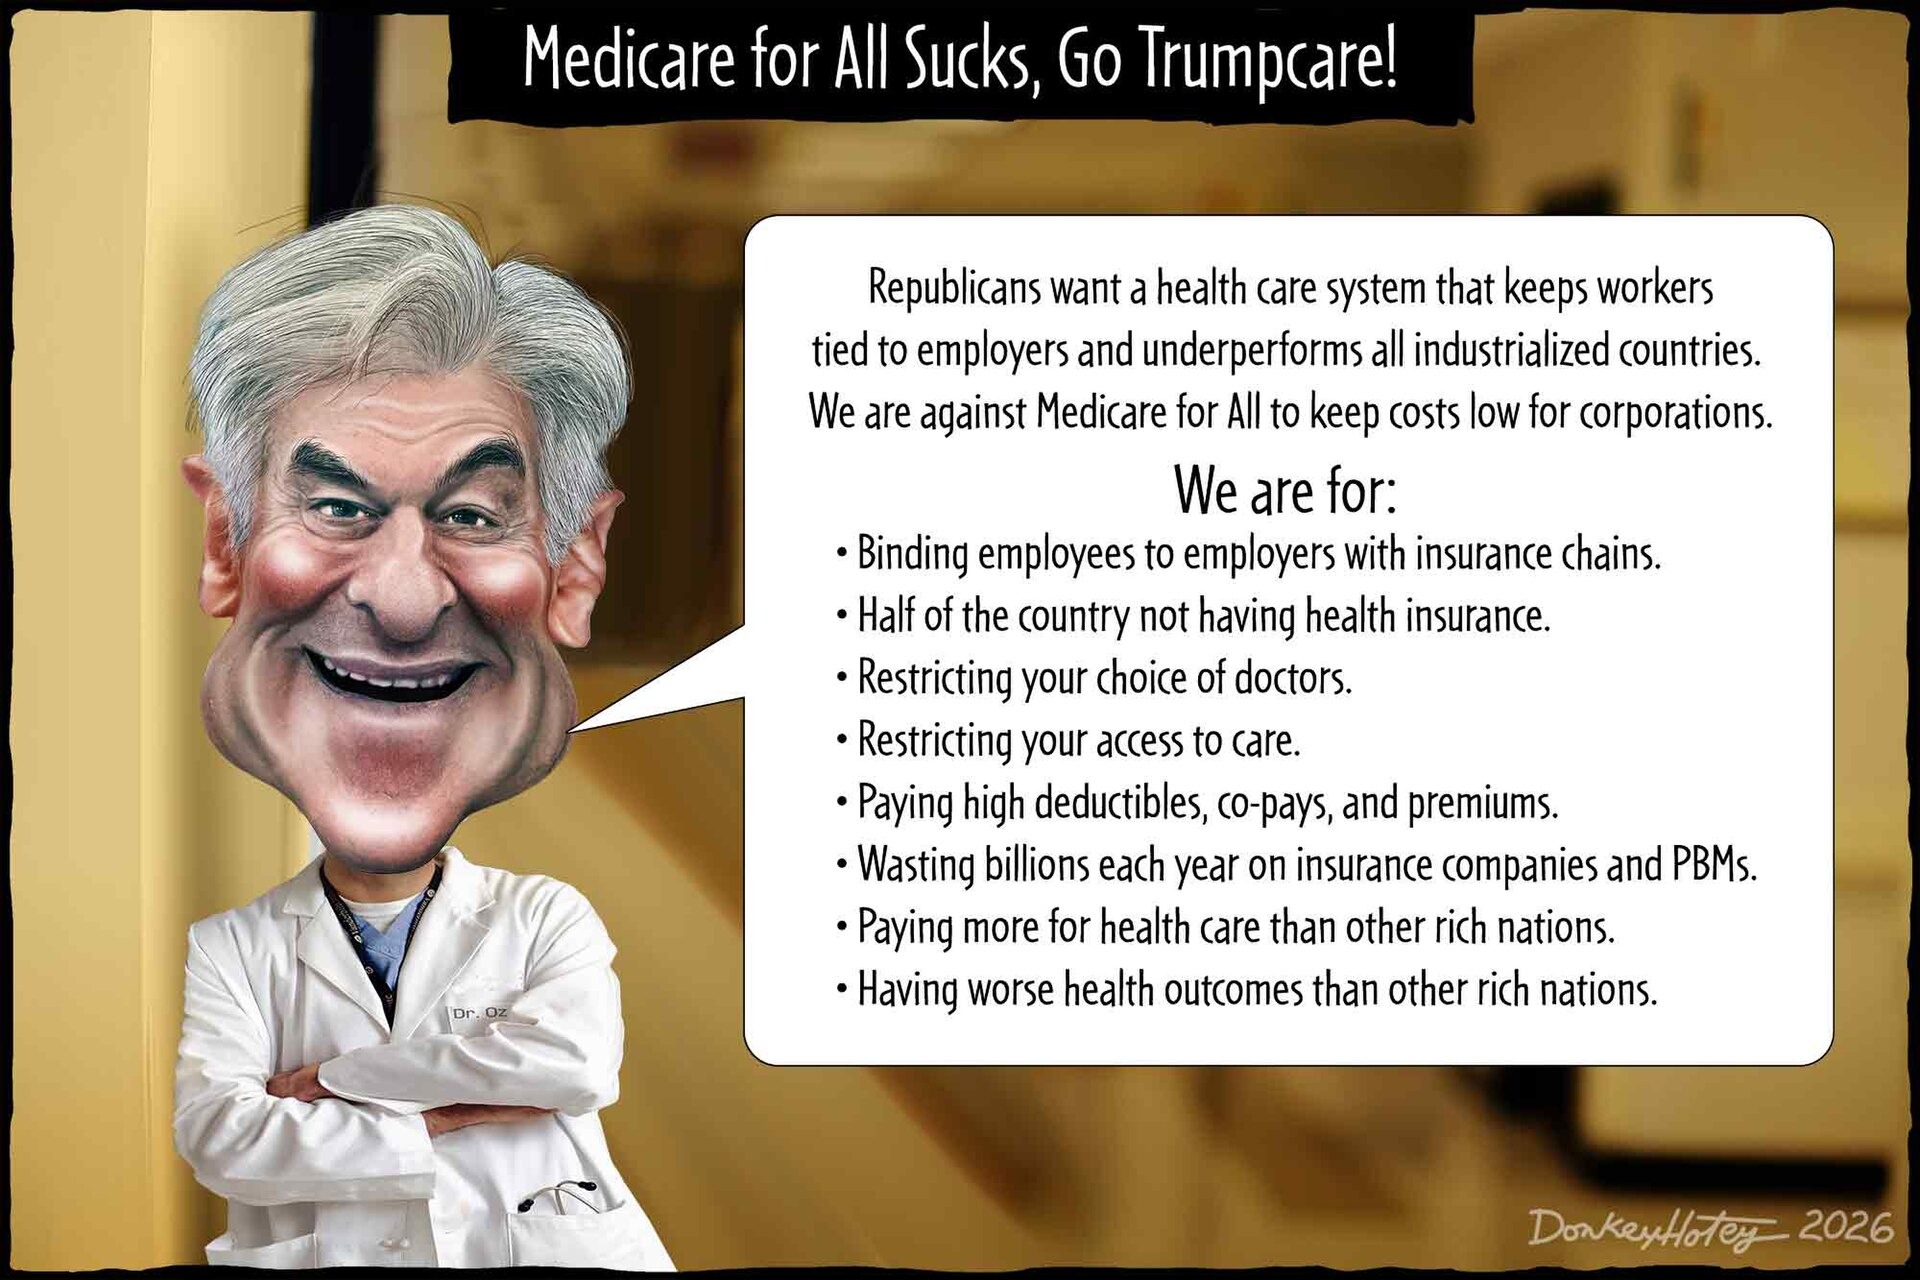 Medicare for All Sucks, Go Trumpcare!
Republicans want a health care system that keeps workers
tied to employers and underperforms all industrialized countries.
We are against Medicare for All to keep costs low for corporations.
We are for:
• Binding employees to employers with insurance chains.
• Half of the country not having health insurance.
• Restricting your choice of doctors.
• Restricting your access to care.
• Paying high deductibles, co-pays, and premiums.
• Wasting billions each year on insurance companies and PBMs.
• Paying more for health care than other rich nations.
• Having worse health outcomes than other rich nations.
Dr. Oz
DonkeyHotey 2026